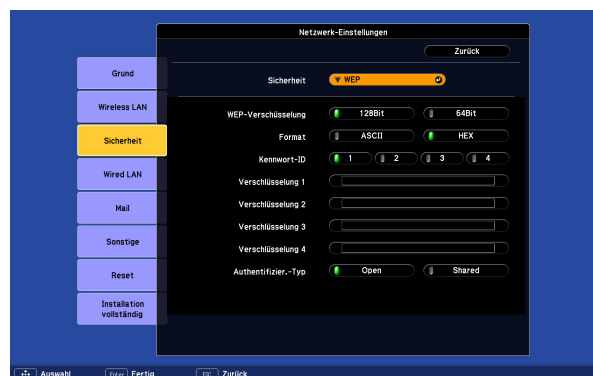 Netzwerk-Einstellungen
Zurück
Grund
Wireless LAN
Sicherheit
Wired LAN
Mail
Sonstige
Reset
Installation
vollständig
Sicherheit WEP
WEP-Verschüsselung 128Bit 64Bit
Format ASCII HEX
Kennwort-ID 1 2 3 4
Verschlüsselung 1
Verschlüsselung 2
Verschlüsselung 3
Verschlüsselung 4
Authentifizier.-Typ Open Shared
Auswahl Enter Fertig ESC Zurück